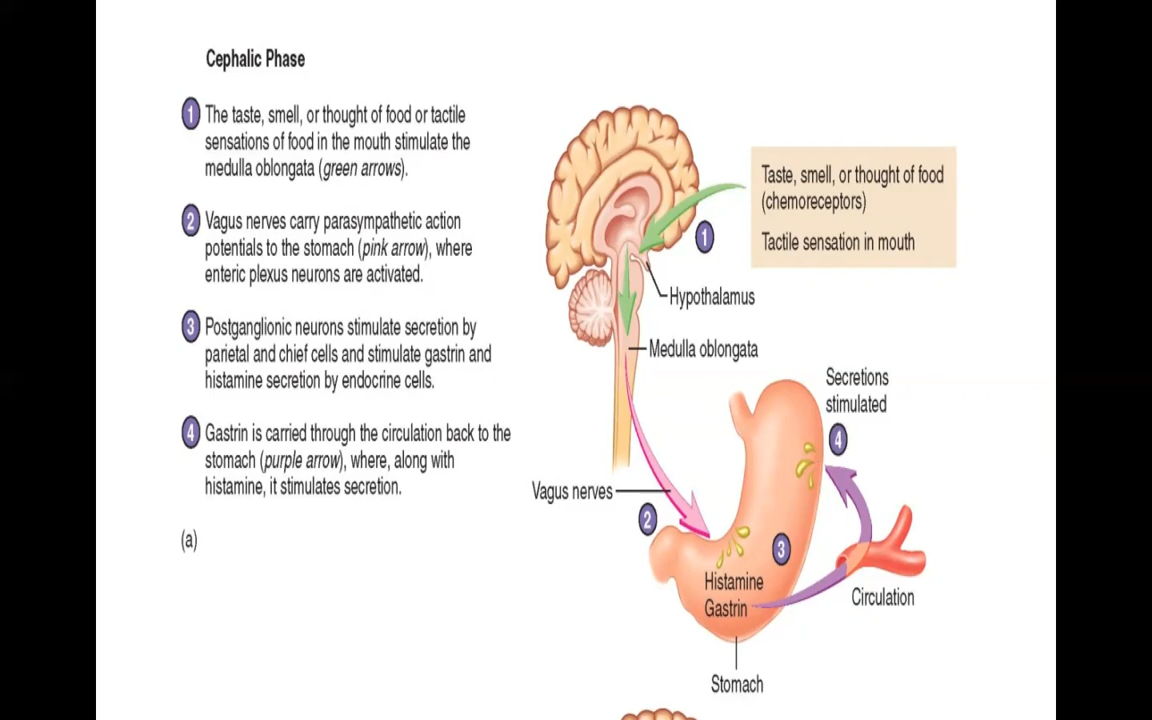 Cephalic Phase
1 The taste, smell, or thought of food or tactile
sensations of food in the mouth stimulate the
medulla oblongata (green arrows).
2 Vagus nerves carry parasympathetic action
potentials to the stomach (pink arrow), where
enteric plexus neurons are activated.
3 Postganglionic neurons stimulate secretion by
parietal and chief cells and stimulate gastrin and
histamine secretion by endocrine cells.
4 Gastrin is carried through the circulation back to the
stomach (purple arrow), where, along with
histamine, it stimulates secretion.
(a)
Taste, smell, or thought of food
(chemoreceptors)
Tactile sensation in mouth
1
Hypothalamus
Medulla oblongata
Secretions
stimulated
4
Vagus nerves
2
3
Histamine
Gastrin
Circulation
Stomach